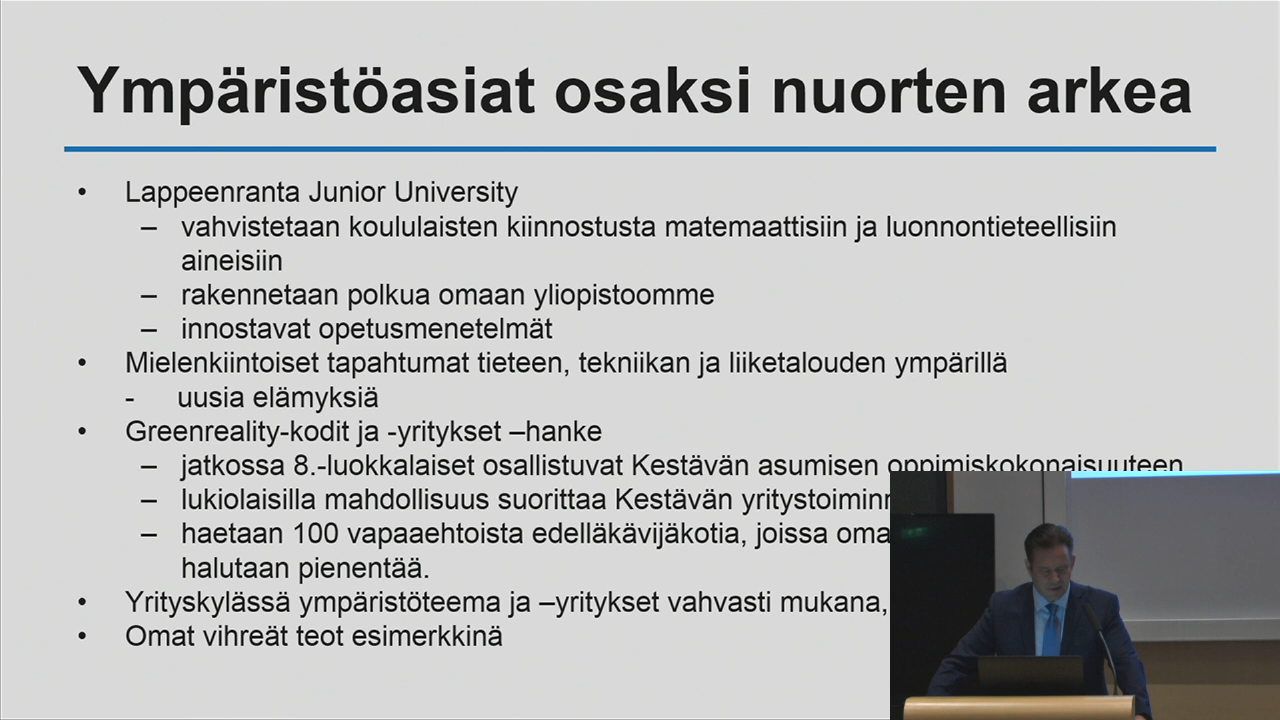 Ympäristöasiat osaksi nuorten arkea
• Lappeenranta Junior University
– vahvistetaan koululaisten kiinnostusta matemaattisiin ja luonnontieteellisiin
aineisiin
– rakennetaan polkua omaan yliopistoomme
– innostavat opetusmenetelmät
• Mielenkiintoiset tapahtumat tieteen, tekniikan ja liiketalouden ympärillä
- uusia elämyksiä
• Greenreality-kodit ja -yritykset –hanke
– jatkossa 8.-luokkalaiset osallistuvat Kestävän asumisen oppimiskokonaisuuteen
– lukiolaisilla mahdollisuus suorittaa Kestävän
– haetaan 100 vapaaehtoista edelläkävijäkotia, joissa
halutaan pienentää.
• Yrityskylässä ympäristöteema ja –yritykset vahvasti mukana,
• Omat vihreät teot esimerkkinä